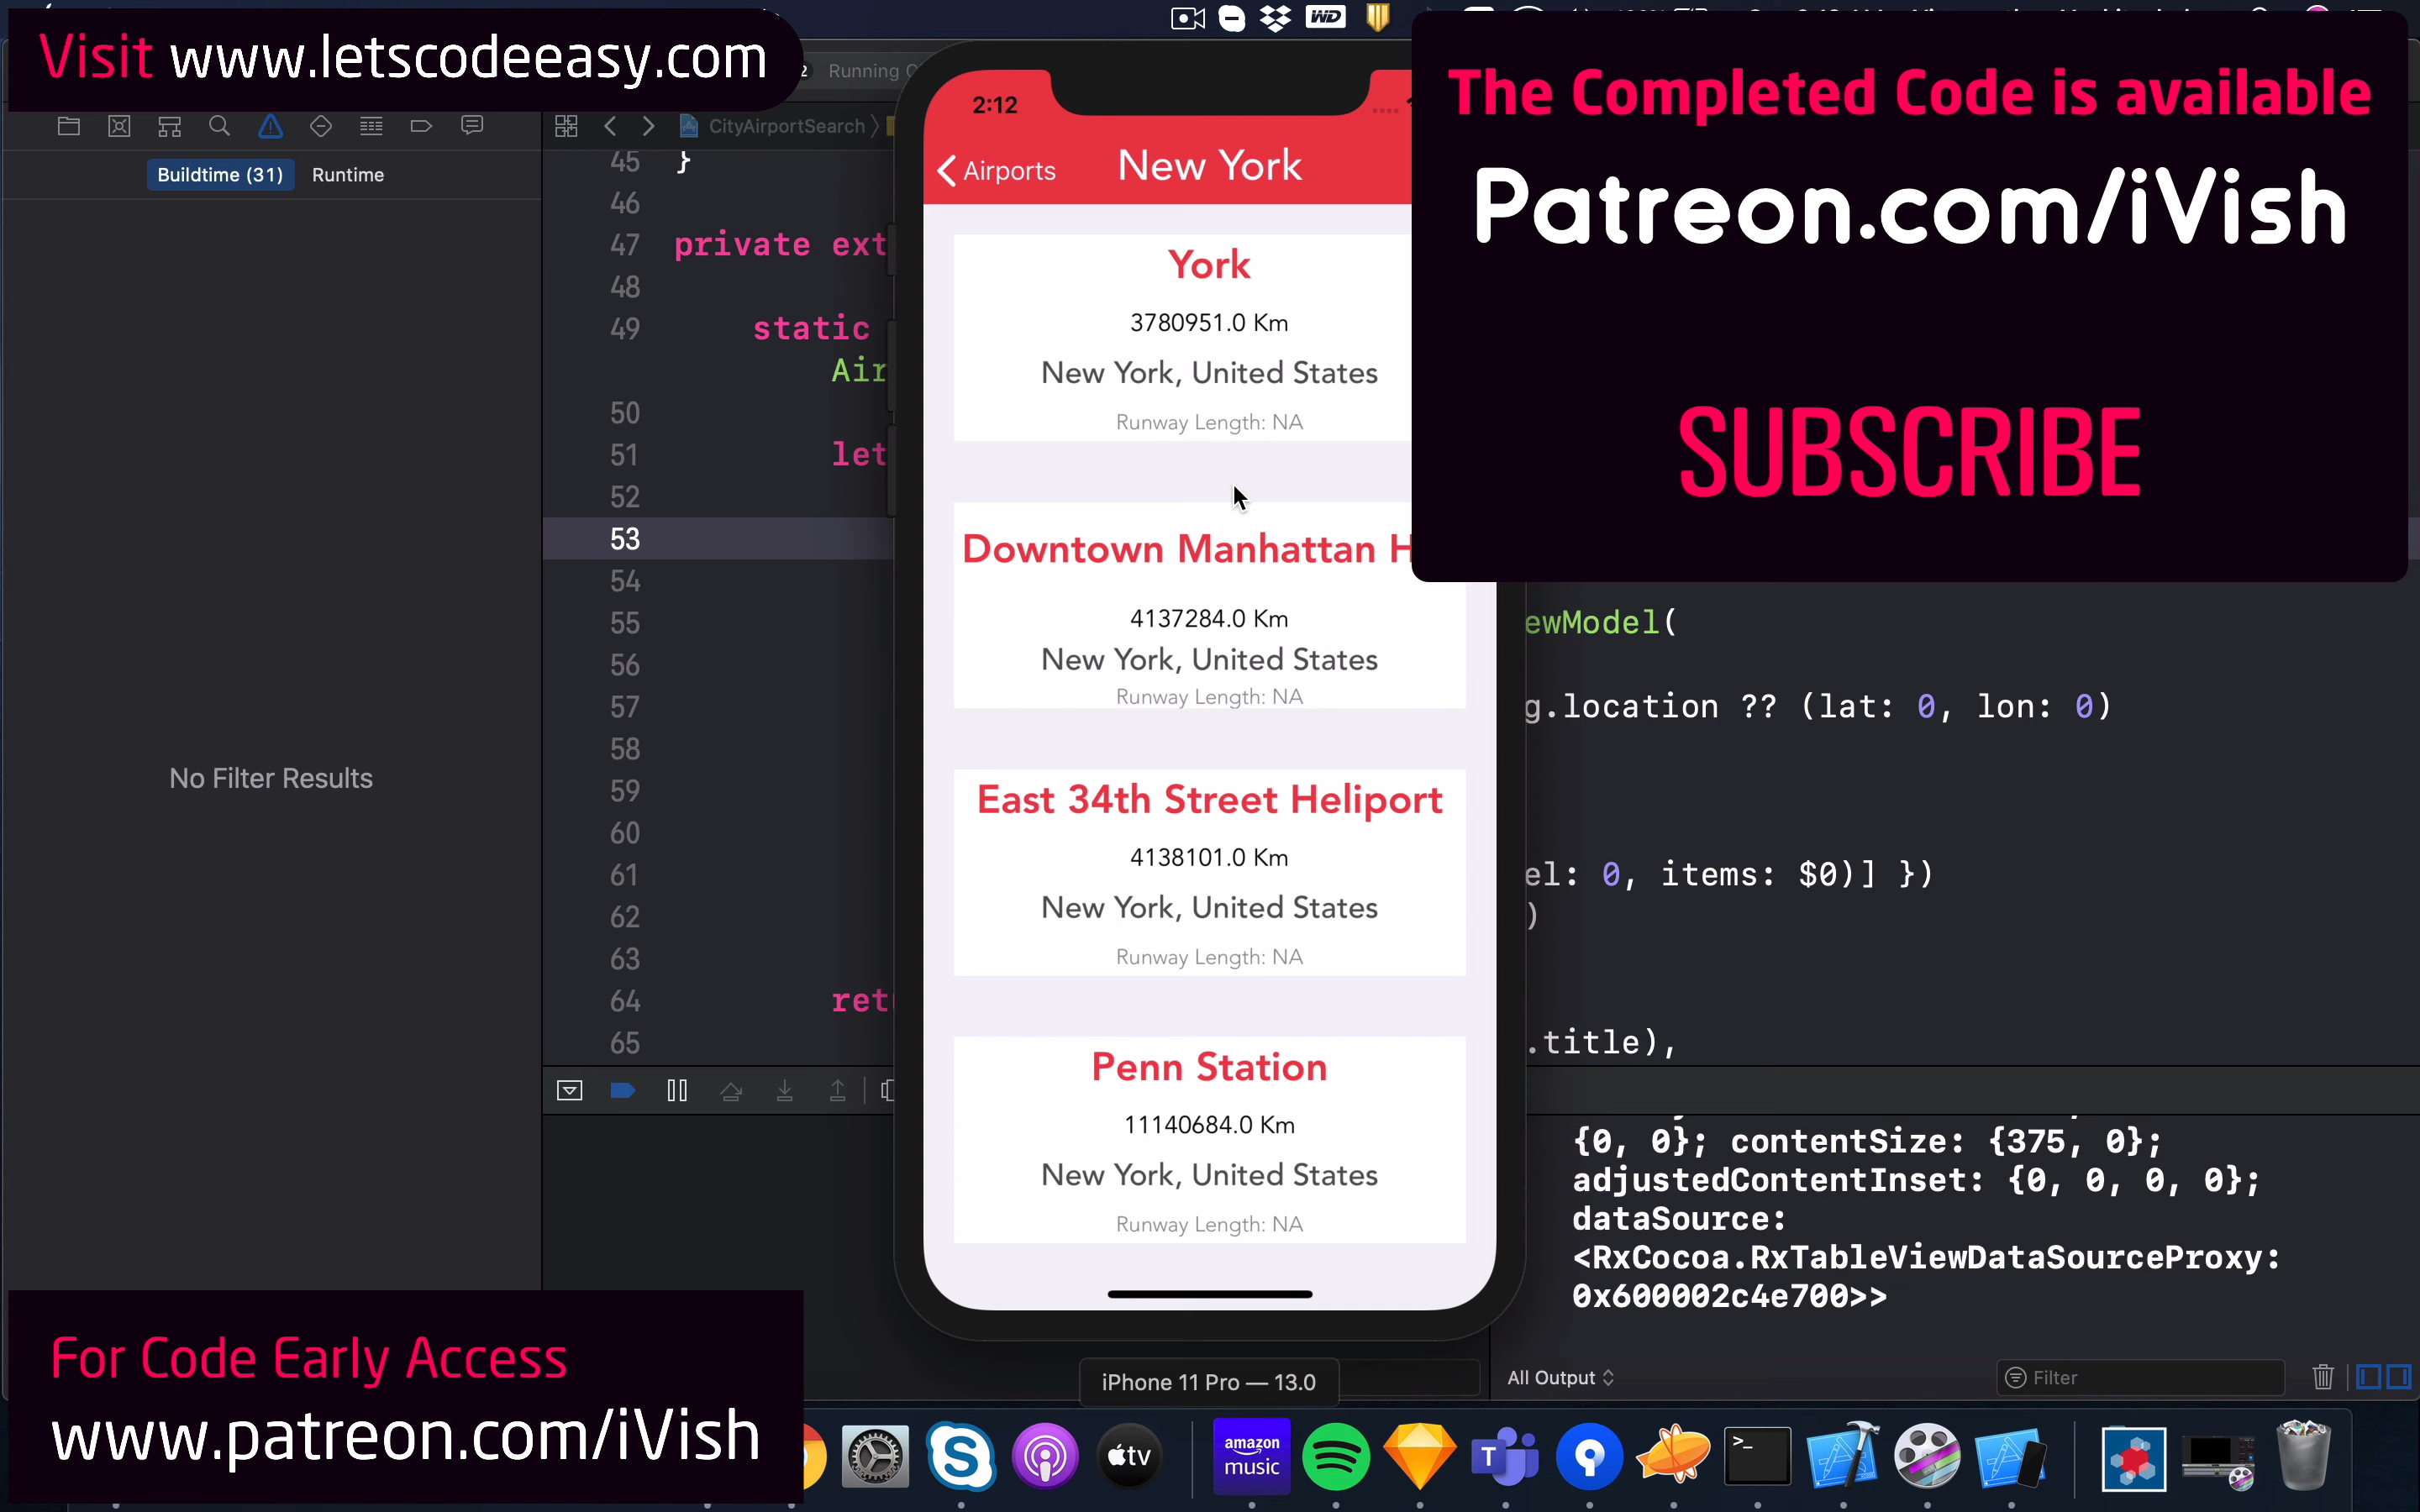 Visit www.letscodeeasy.com
Running
The Completed Code is available
Patreon.com/iVish
SUBSCRIBE
Buildtime (31)
Runtime
No Filter Results
CityAirportSearch
45 }
46
47 private ext
48
49 static
Air
50
51 let
52
53
54
55
56
57
58
59
60
61
62
63
64 ret
65
2:12
Airports
New York
York
3780951.0 Km
New York, United States
Runway Length: NA
Downtown Manhattan H
4137284.0 Km
New York, United States
Runway Length: NA
East 34th Street Heliport
4138101.0 Km
New York, United States
Runway Length: NA
Penn Station
11140684.0 Km
New York, United States
Runway Length: NA
ewModel(
g.location ?? (lat: 0, lon: 0)
el: 0, items: $0)] })
)
.title),
{0, 0}; contentSize: {375, 0};
adjustedContentInset: {0, 0, 0, 0};
dataSource:
<RxCocoa.RxTableViewDataSourceProxy:
0x600002c4e700>>
iPhone 11 Pro — 13.0
All Output
Filter
For Code Early Access
www.patreon.com/iVish
tv
amazon
music
WD